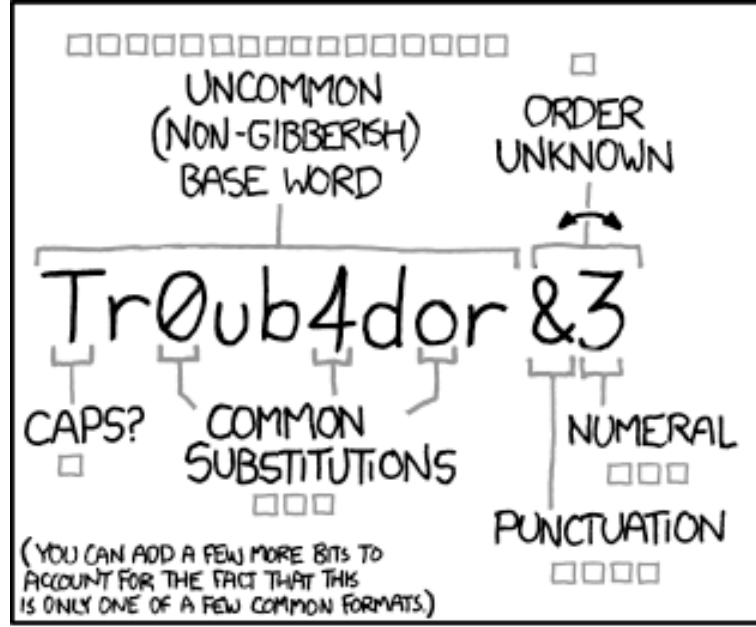 UNCOMMON
(NON-GIBBERISH)
BASE WORD
ORDER
UNKNOWN
Tr0ub4dor &3
CAPS?
COMMON
SUBSTITUTIONS
NUMERAL
PUNCTUATION
(YOU CAN ADD A FEW MORE BITS TO
ACCOUNT FOR THE FACT THAT THIS
IS ONLY ONE OF A FEW COMMON FORMATS.)